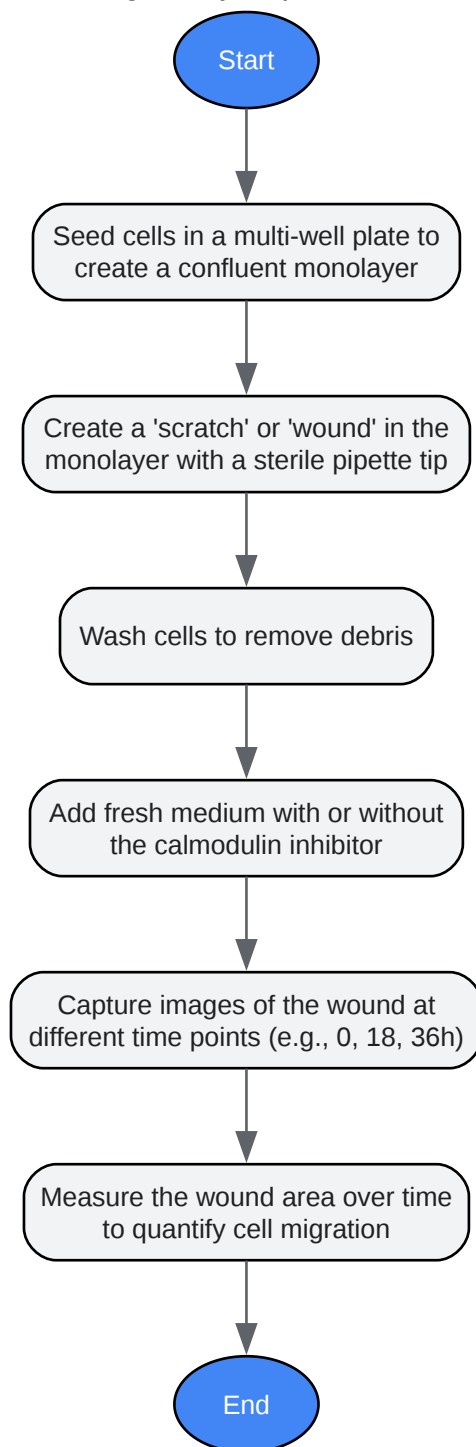 Start
Seed cells in a multi-well plate to
create a confluent monolayer
Create a 'scratch' or 'wound' in the
monolayer with a sterile pipette tip
Wash cells to remove debris
Add fresh medium with or without
the calmodulin inhibitor
Capture images of the wound at
different time points (e.g., 0, 18, 36h)
Measure the wound area over time
to quantify cell migration
End